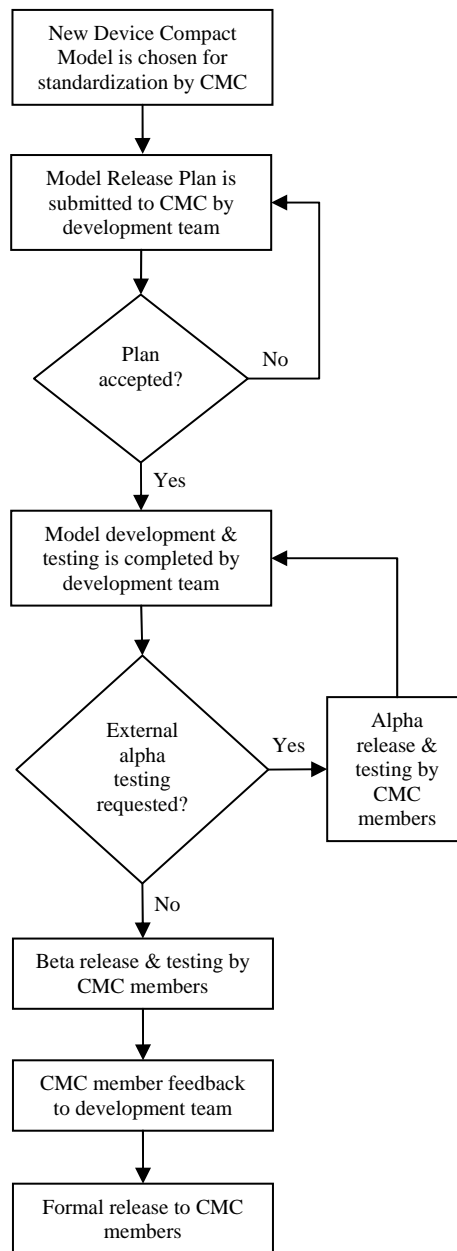 New Device Compact
Model is chosen for
standardization by CMC
Model Release Plan is
submitted to CMC by
development team
Plan
accepted?
No
Yes
Model development &
testing is completed by
development team
External
alpha
testing
requested?
Yes
Alpha
release &
testing by
CMC
members
No
Beta release & testing by
CMC members
CMC member feedback
to development team
Formal release to CMC
members